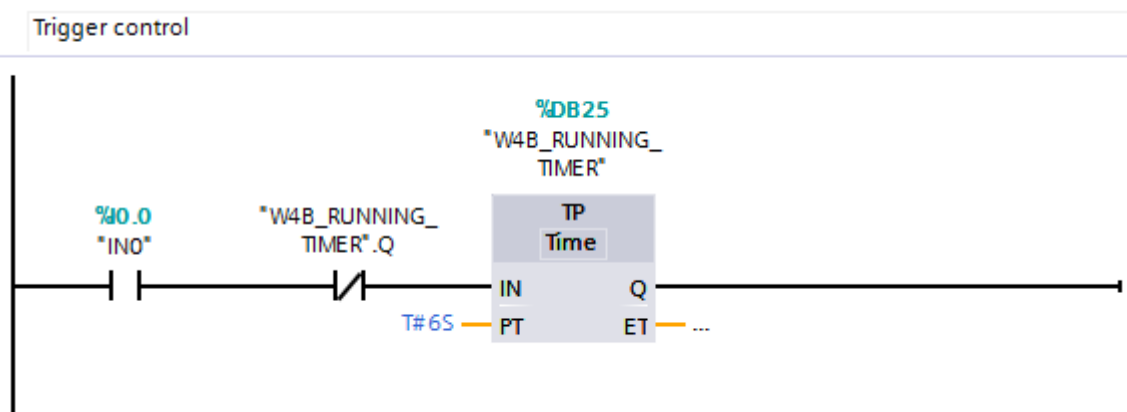 Trigger control
%DB25
"W4B_RUNNING_
TIMER"
%I0.0
"IN0"
"W4B_RUNNING_
TIMER".Q
TP
Time
IN
Q
T#6S
PT
ET
...